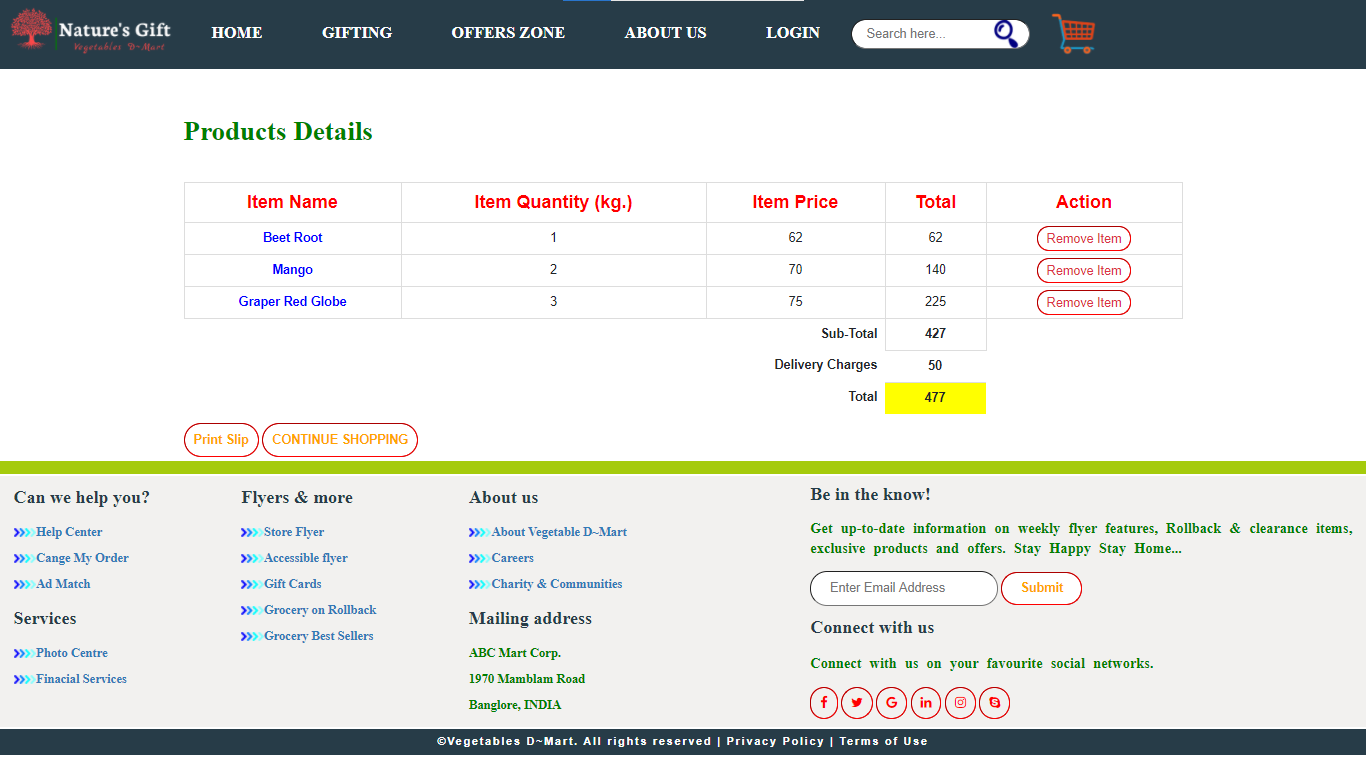 Nature's Gift
Vegetables D~Mart
HOME GIFTING OFFERS ZONE ABOUT US LOGIN Search here...
Products Details
Item Name Item Quantity (kg.) Item Price Total Action
Beet Root 1 62 62 Remove Item
Mango 2 70 140 Remove Item
Graper Red Globe 3 75 225 Remove Item
Sub-Total 427
Delivery Charges 50
Total 477
Print Slip CONTINUE SHOPPING
Can we help you?
Help Center
Cange My Order
Ad Match
Services
Photo Centre
Finacial Services
Flyers & more
Store Flyer
Accessible flyer
Gift Cards
Grocery on Rollback
Grocery Best Sellers
About us
About Vegetable D~Mart
Careers
Charity & Communities
Mailing address
ABC Mart Corp.
1970 Mamblam Road
Banglore, INDIA
Be in the know!
Get up-to-date information on weekly flyer features, Rollback & clearance items,
exclusive products and offers. Stay Happy Stay Home...
Enter Email Address Submit
Connect with us
Connect with us on your favourite social networks.
©Vegetables D~Mart. All rights reserved | Privacy Policy | Terms of Use